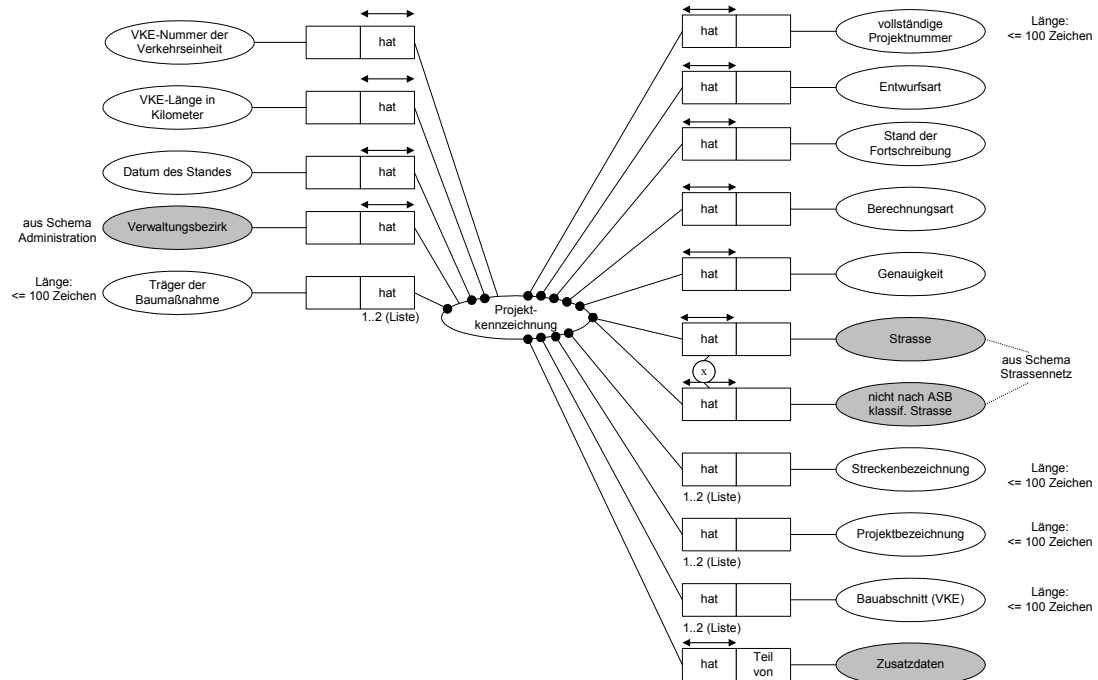 VKE-Nummer der
Verkehrseinheit
hat
VKE-Länge in
Kilometer
hat
Datum des Standes
hat
aus Schema
Administration
Verwaltungsbezirk
hat
Länge:
<= 100 Zeichen
Träger der
Baumaßnahme
hat
1..2 (Liste)
Projekt-
kennzeichnung
hat
vollständige
Projektnummer
Länge:
<= 100 Zeichen
hat
Entwurfsart
hat
Stand der
Fortschreibung
hat
Berechnungsart
hat
Genauigkeit
hat
Strasse
x
aus Schema
Strassennetz
hat
nicht nach ASB
klassif. Strasse
hat
1..2 (Liste)
Streckenbezeichnung
Länge:
<= 100 Zeichen
hat
1..2 (Liste)
Projektbezeichnung
Länge:
<= 100 Zeichen
hat
1..2 (Liste)
Bauabschnitt (VKE)
Länge:
<= 100 Zeichen
hat
Teil
von
Zusatzdaten